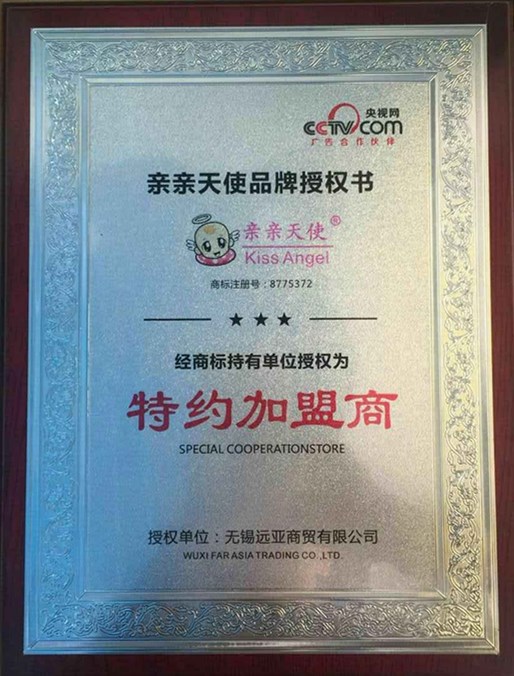 央视网
CCTV.com
广告合作伙伴
亲亲天使品牌授权书
亲亲天使®
Kiss Angel
商标注册号：8775372
★★★
经商标持有单位授权为
特约加盟商
SPECIAL COOPERATIONSTORE
授权单位：无锡远亚商贸有限公司
WUXI FAR ASIA TRADING CO.,LTD.